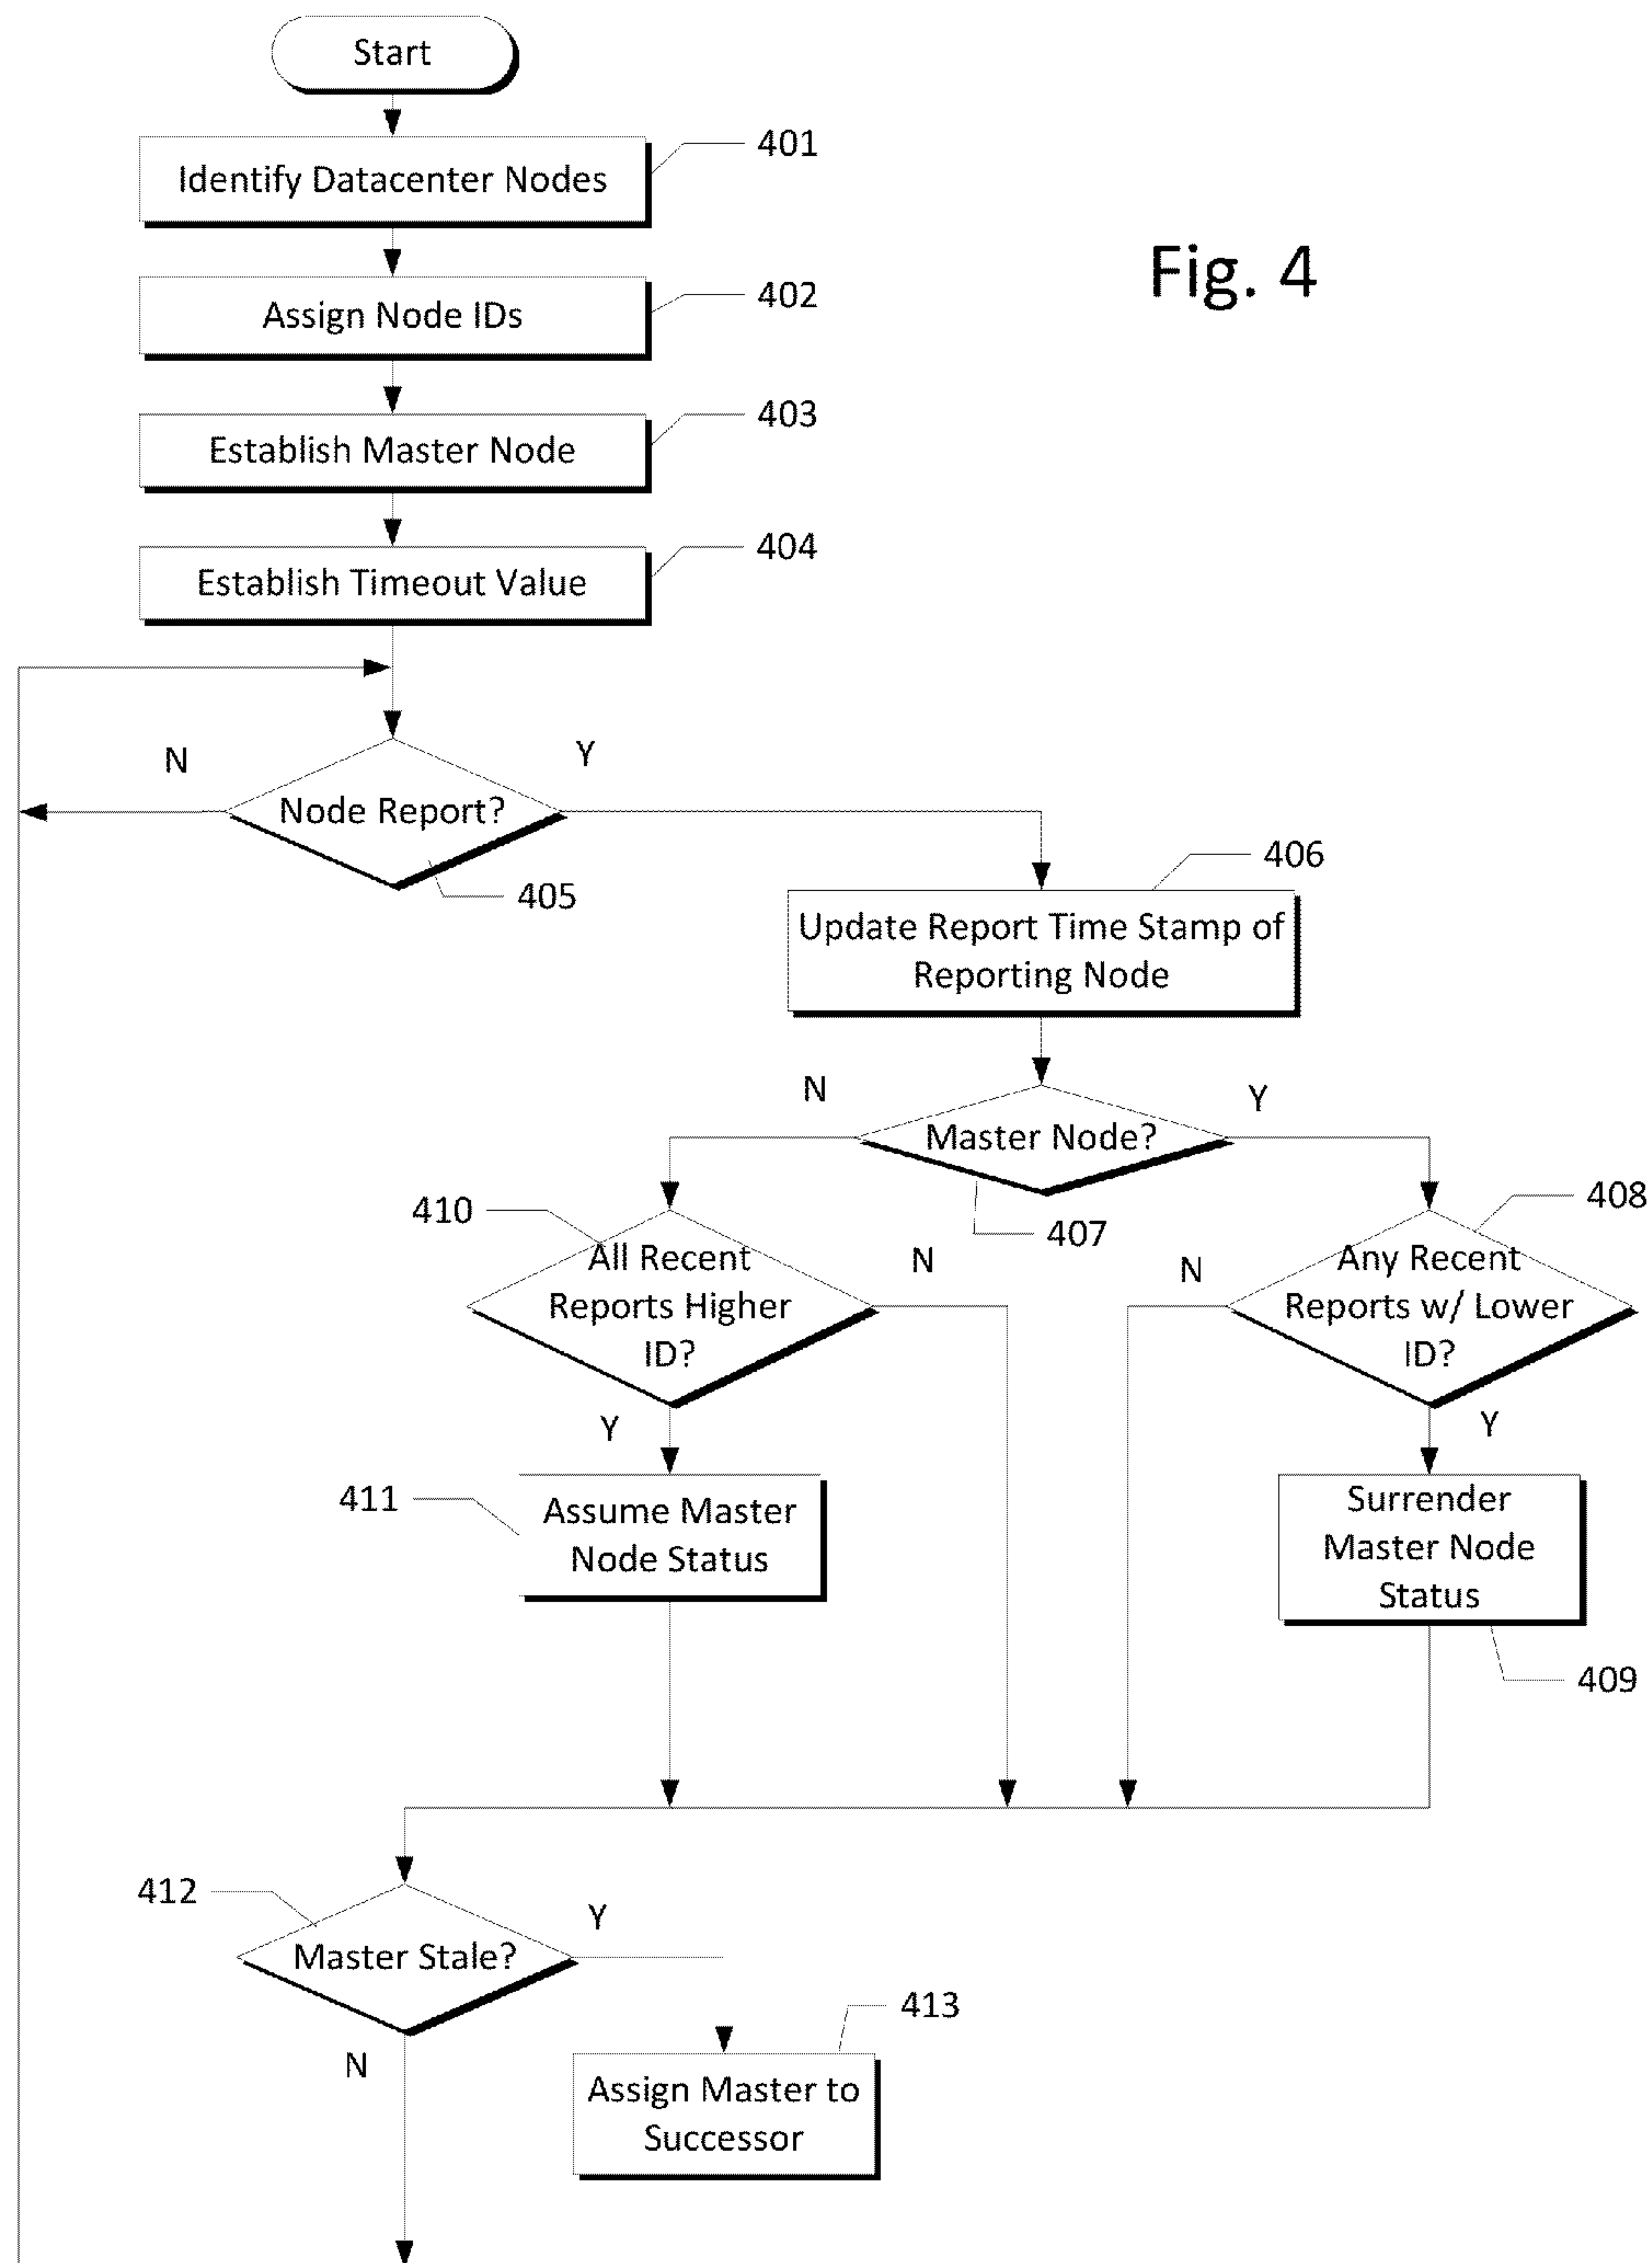 Start
Identify Datacenter Nodes
401
Fig. 4
Assign Node IDs
402
Establish Master Node
403
Establish Timeout Value
404
N
Y
Node Report?
405
406
Update Report Time Stamp of
Reporting Node
N
Y
Master Node?
407
410
All Recent
Reports Higher
ID?
N
408
N
Any Recent
Reports w/ Lower
ID?
Y
Y
411
Assume Master
Node Status
Surrender
Master Node
Status
409
412
Y
Master Stale?
N
413
Assign Master to
Successor